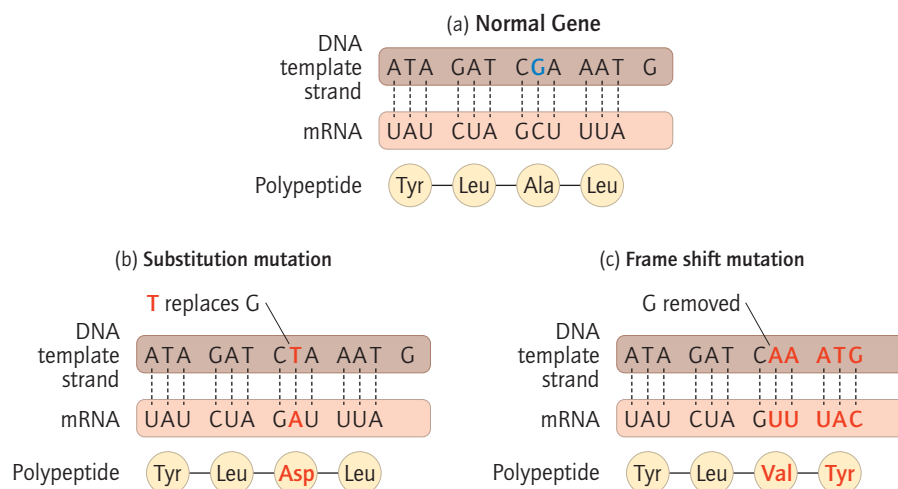 (a) Normal Gene
DNA
template
strand
ATA GAT CGA AAT G
mRNA
UAU CUA GCU UUA
Polypeptide
Tyr Leu Ala Leu
(b) Substitution mutation
T replaces G
DNA
template
strand
ATA GAT CTA AAT G
mRNA
UAU CUA GAU UUA
Polypeptide
Tyr Leu Asp Leu
(c) Frame shift mutation
G removed
DNA
template
strand
ATA GAT CAA ATG
mRNA
UAU CUA GUU UAC
Polypeptide
Tyr Leu Val Tyr